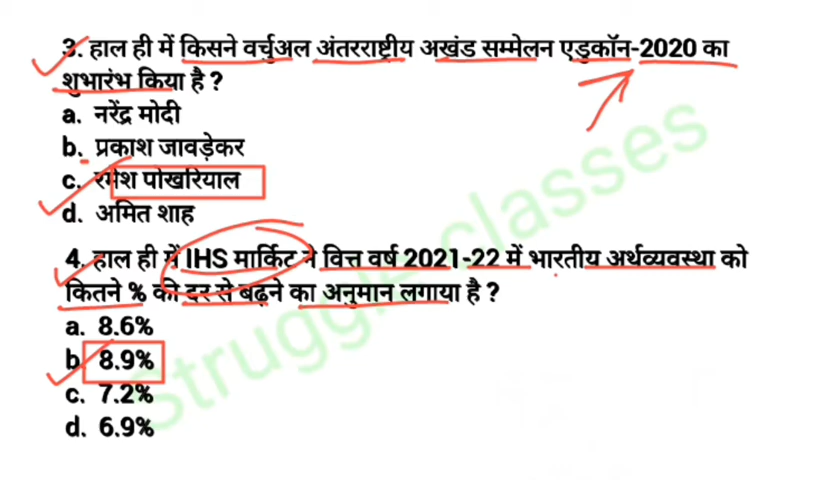 3. हाल ही में किसने वर्चुअल अंतरराष्ट्रीय अखंड सम्मेलन एडुकॉन-2020 का
शुभारंभ किया है ?
a. नरेंद्र मोदी
b. प्रकाश जावड़ेकर
c. रमेश पोखरियाल
d. अमित शाह
4. हाल ही में IHS मार्किट ने वित्त वर्ष 2021-22 में भारतीय अर्थव्यवस्था को
कितने % की दर से बढ़ने का अनुमान लगाया है ?
a. 8.6%
b. 8.9%
c. 7.2%
d. 6.9%
Struggle classes